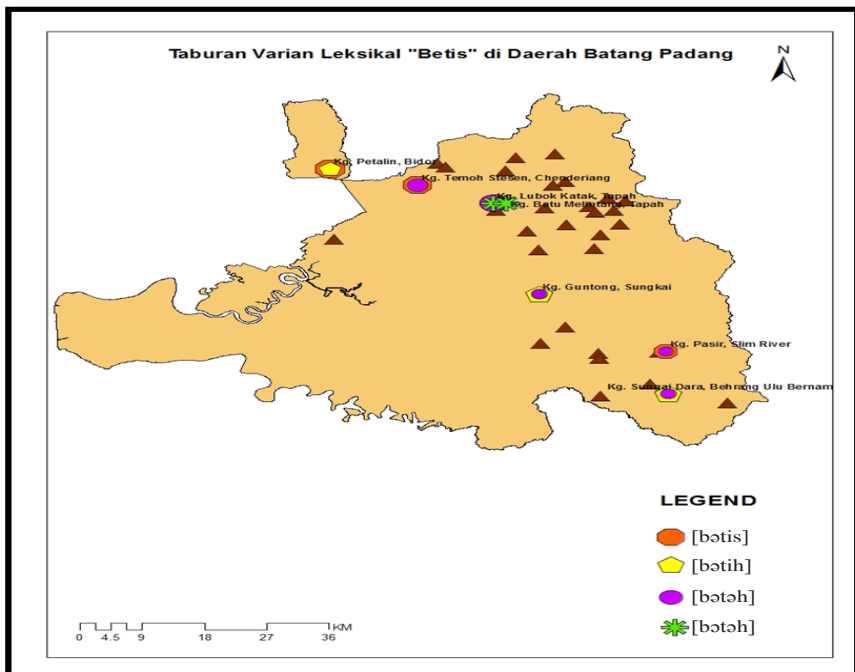 Taburan Varian Leksikal "Betis" di Daerah Batang Padang
N
Kg. Petalin, Bidor
Kg. Temoh Stesen, Chenderiang
Kg. Lubok Katak, Tapah
Kg. Batu Melintang, Tapah
Kg. Guntong, Sungkai
Kg. Pasir, Slim River
Kg. Sungai Dara, Behrang Ulu Bernam
LEGEND
[bətis]
[bətih]
[bətəh]
[bətəh]
KM
0 4.5 9 18 27 36